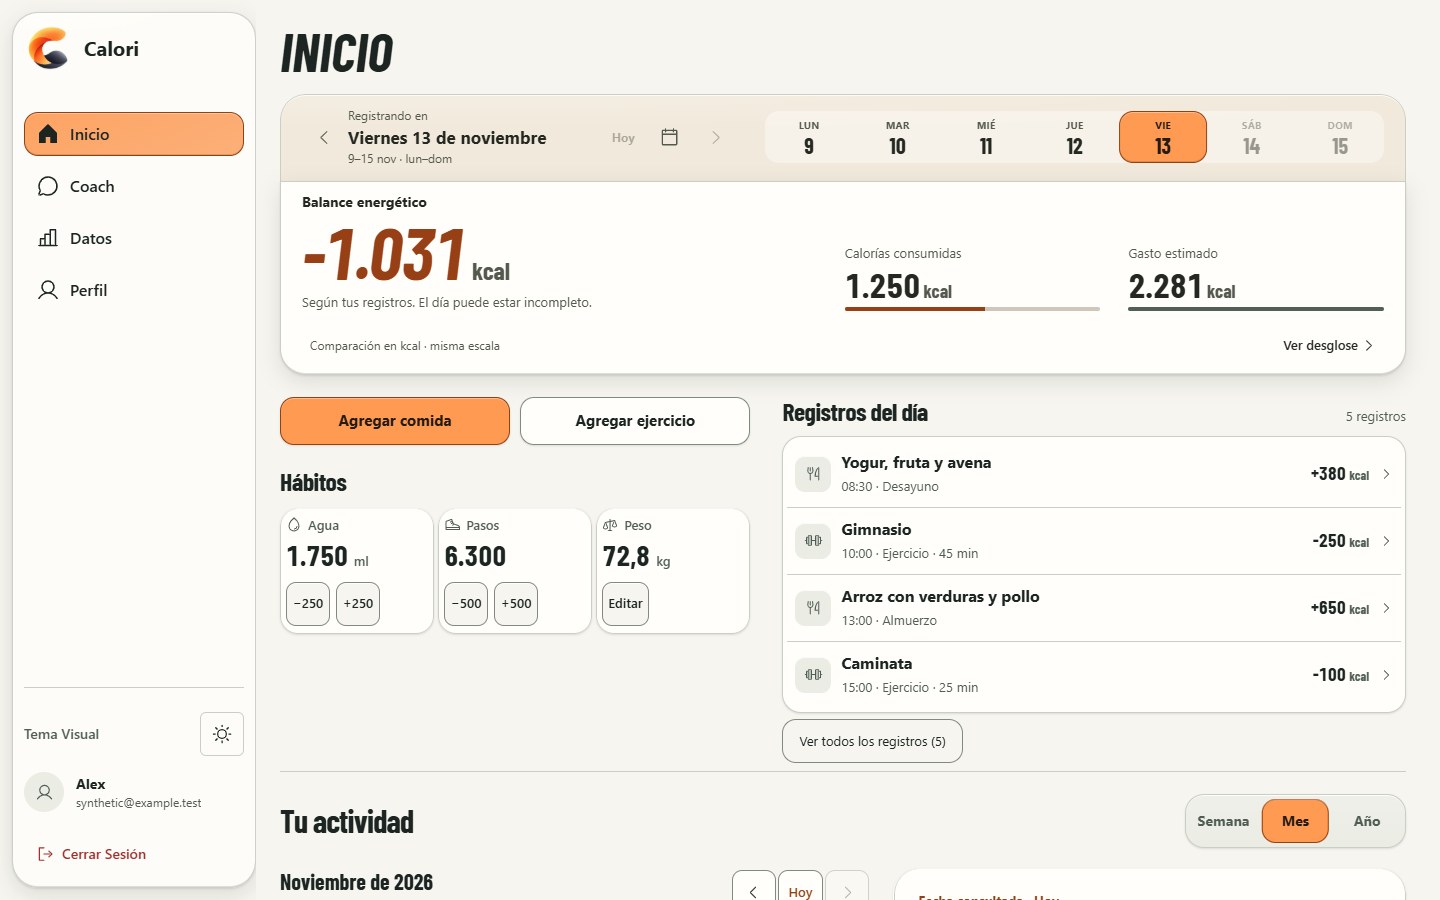 Calori
Inicio
Coach
Datos
Perfil
Tema Visual
Alex
synthetic@example.test
Cerrar Sesión
INICIO
Registrando en
Viernes 13 de noviembre
9–15 nov · lun–dom
Hoy
LUN MAR MIÉ JUE VIE SÁB DOM
9 10 11 12 13 14 15
Balance energético
-1.031 kcal
Según tus registros. El día puede estar incompleto.
Calorías consumidas
1.250 kcal
Gasto estimado
2.281 kcal
Comparación en kcal · misma escala
Ver desglose
Agregar comida
Agregar ejercicio
Hábitos
Agua
1.750 ml
−250 +250
Pasos
6.300
−500 +500
Peso
72,8 kg
Editar
Registros del día
5 registros
Yogur, fruta y avena
08:30 · Desayuno
+380 kcal
Gimnasio
10:00 · Ejercicio · 45 min
-250 kcal
Arroz con verduras y pollo
13:00 · Almuerzo
+650 kcal
Caminata
15:00 · Ejercicio · 25 min
-100 kcal
Ver todos los registros (5)
Tu actividad
Semana Mes Año
Noviembre de 2026
Hoy